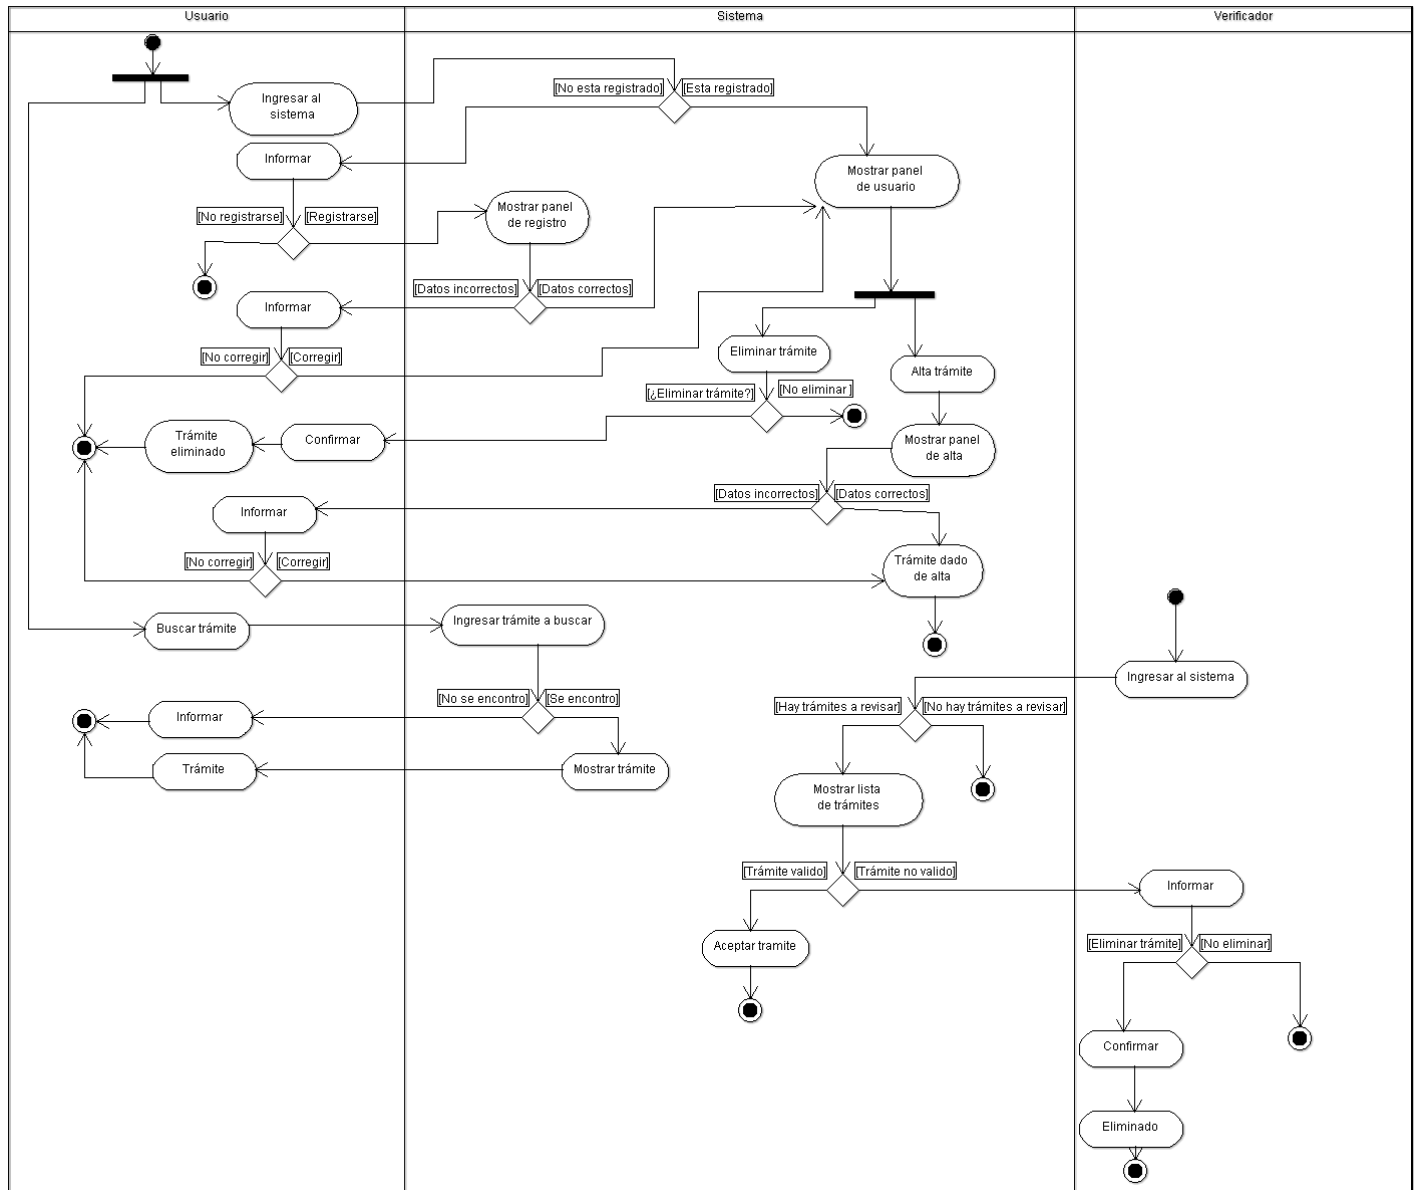 Usuario
Sistema
Verificador
Ingresar al
sistema
[No esta registrado]
[Esta registrado]
Informar
Mostrar panel
de usuario
[No registrarse]
[Registrarse]
Mostrar panel
de registro
[Datos incorrectos]
[Datos correctos]
Informar
[No corregir]
[Corregir]
Eliminar trámite
Alta trámite
[¿Eliminar trámite?]
[No eliminar ]
Trámite
eliminado
Confirmar
Mostrar panel
de alta
[Datos incorrectos]
[Datos correctos]
Informar
[No corregir]
[Corregir]
Trámite dado
de alta
Buscar trámite
Ingresar trámite a buscar
Ingresar al sistema
[No se encontro]
[Se encontro]
[Hay trámites a revisar]
[No hay trámites a revisar]
Informar
Trámite
Mostrar trámite
Mostrar lista
de trámites
[Trámite valido]
[Trámite no valido]
Informar
Aceptar tramite
[Eliminar trámite]
[No eliminar]
Confirmar
Eliminado